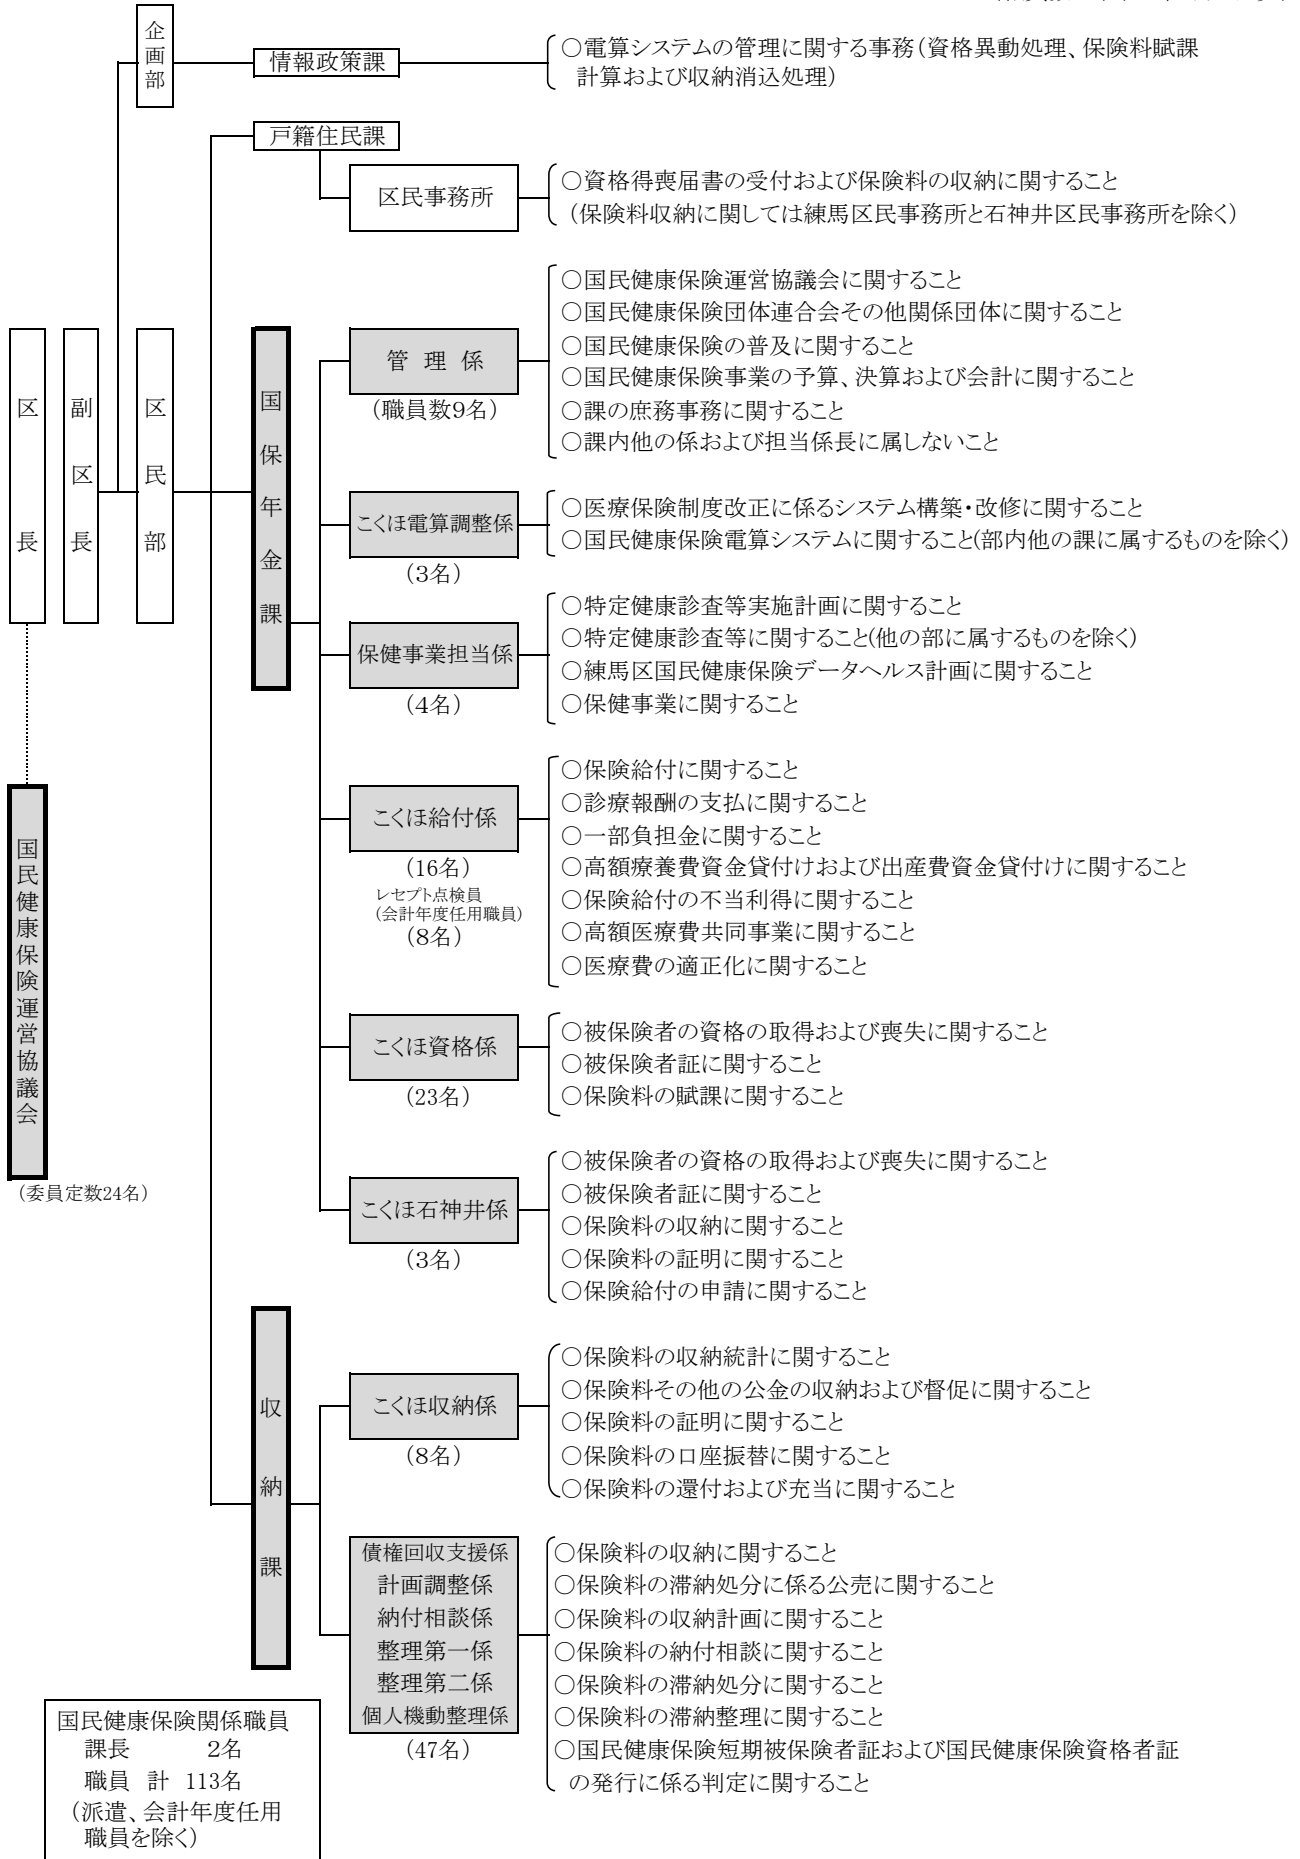 企画部
情報政策課
○電算システムの管理に関する事務(資格異動処理、保険料賦課
計算および収納消込処理)
戸籍住民課
区民事務所
○資格得喪届書の受付および保険料の収納に関すること
(保険料収納に関しては練馬区民事務所と石神井区民事務所を除く)
区長
副区長
区民部
国保年金課
管理係
(職員数9名)
○国民健康保険運営協議会に関すること
○国民健康保険団体連合会その他関係団体に関すること
○国民健康保険の普及に関すること
○国民健康保険事業の予算、決算および会計に関すること
○課の庶務事務に関すること
○課内他の係および担当係長に属しないこと
こくほ電算調整係
(3名)
○医療保険制度改正に係るシステム構築・改修に関すること
○国民健康保険電算システムに関すること(部内他の課に属するものを除く)
保健事業担当係
(4名)
○特定健康診査等実施計画に関すること
○特定健康診査等に関すること(他の部に属するものを除く)
○練馬区国民健康保険データヘルス計画に関すること
○保健事業に関すること
こくほ給付係
(16名)
レセプト点検員
(会計年度任用職員)
(8名)
○保険給付に関すること
○診療報酬の支払に関すること
○一部負担金に関すること
○高額療養費資金貸付けおよび出産費資金貸付けに関すること
○保険給付の不当利得に関すること
○高額医療費共同事業に関すること
○医療費の適正化に関すること
国民健康保険運営協議会
(委員定数24名)
こくほ資格係
(23名)
○被保険者の資格の取得および喪失に関すること
○被保険者証に関すること
○保険料の賦課に関すること
こくほ石神井係
(3名)
○被保険者の資格の取得および喪失に関すること
○被保険者証に関すること
○保険料の収納に関すること
○保険料の証明に関すること
○保険給付の申請に関すること
収納課
こくほ収納係
(8名)
○保険料の収納統計に関すること
○保険料その他の公金の収納および督促に関すること
○保険料の証明に関すること
○保険料の口座振替に関すること
○保険料の還付および充当に関すること
債権回収支援係
計画調整係
納付相談係
整理第一係
整理第二係
個人機動整理係
(47名)
○保険料の収納に関すること
○保険料の滞納処分に係る公売に関すること
○保険料の収納計画に関すること
○保険料の納付相談に関すること
○保険料の滞納処分に関すること
○保険料の滞納整理に関すること
○国民健康保険短期被保険者証および国民健康保険資格者証
の発行に係る判定に関すること
国民健康保険関係職員
課長 2名
職員 計 113名
(派遣、会計年度任用
職員を除く)